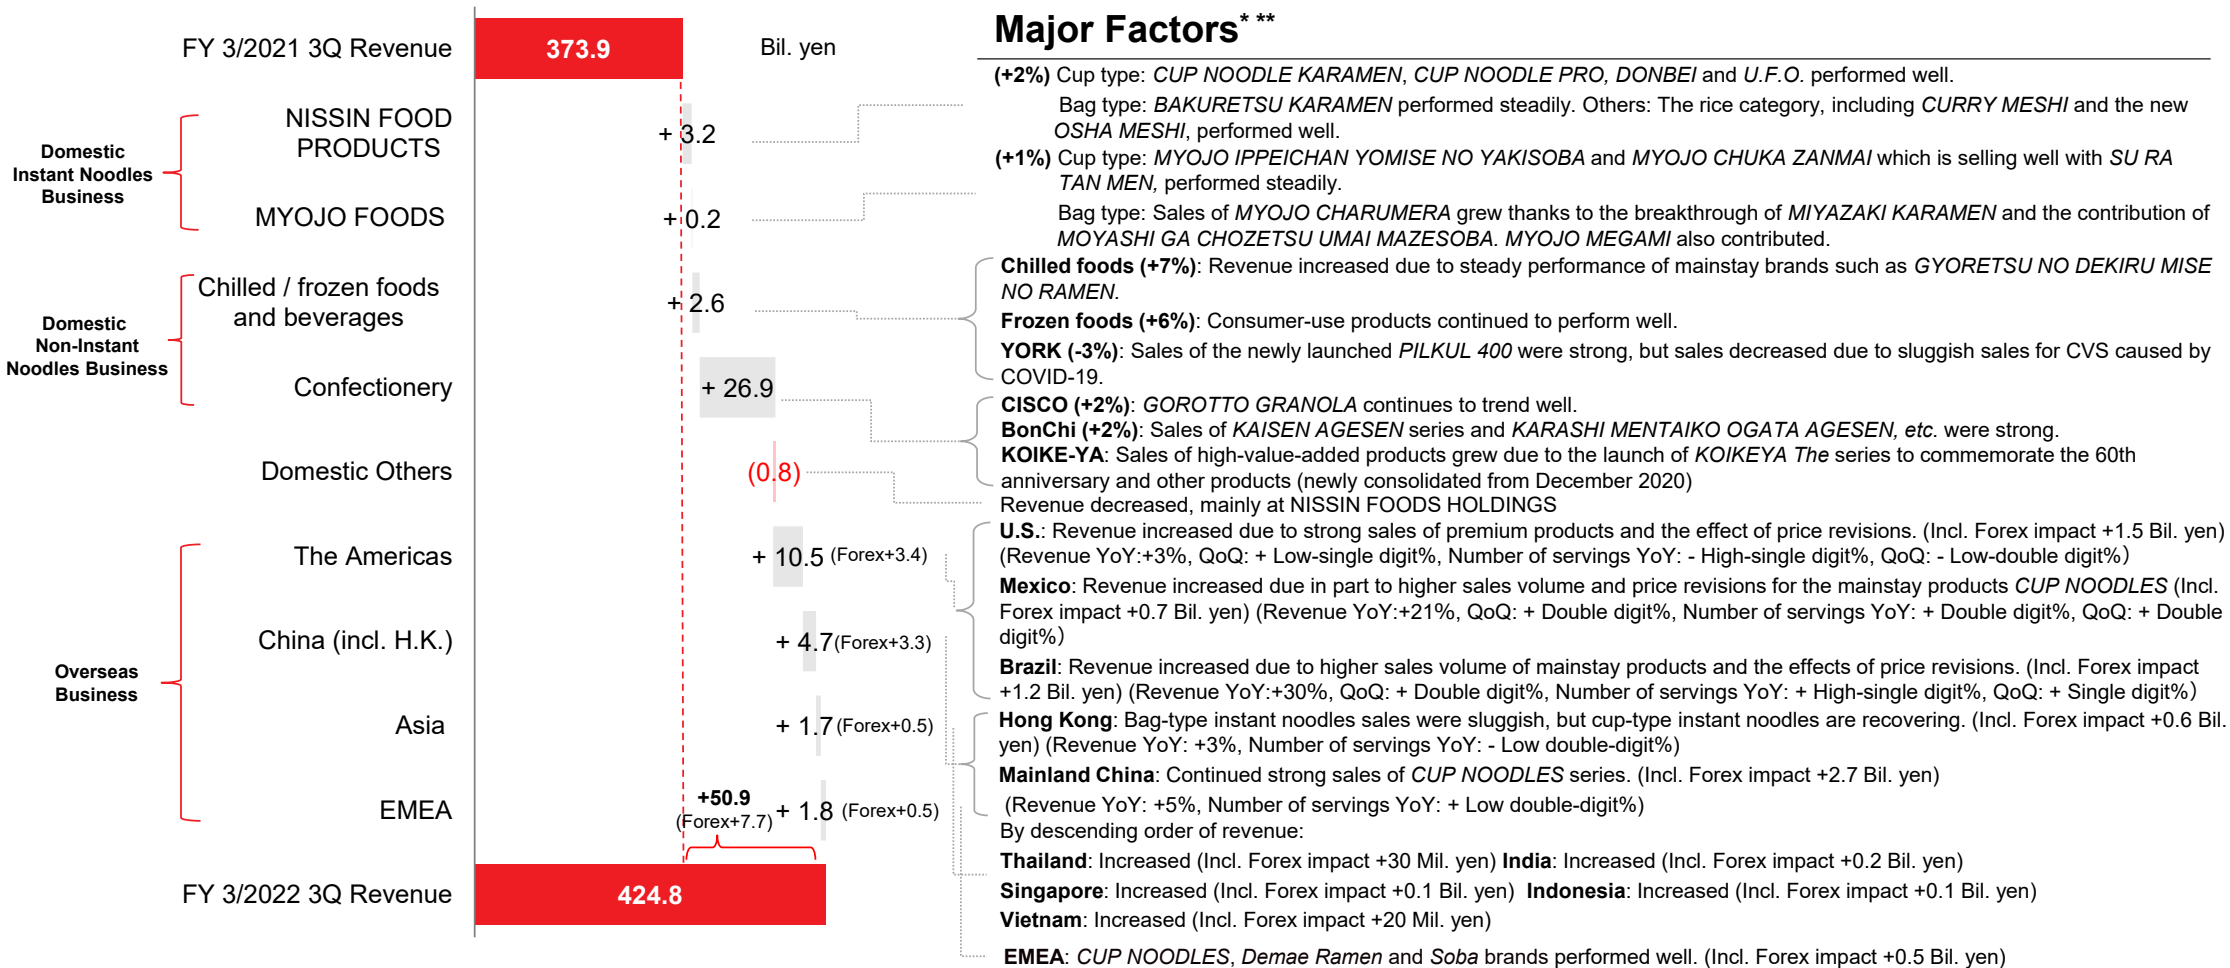 FY 3/2021 3Q Revenue
373.9
Bil. yen
Domestic
Instant Noodles
Business
NISSIN FOOD
PRODUCTS
+ 3.2
MYOJO FOODS
+ 0.2
Domestic
Non-Instant
Noodles Business
Chilled / frozen foods
and beverages
+ 2.6
Confectionery
+ 26.9
Domestic Others
(0.8)
Overseas
Business
The Americas
+ 10.5 (Forex+3.4)
China (incl. H.K.)
+ 4.7(Forex+3.3)
Asia
+ 1.7(Forex+0.5)
EMEA
+50.9
(Forex+7.7)
+ 1.8 (Forex+0.5)
FY 3/2022 3Q Revenue
424.8
Major Factors* **
(+2%) Cup type: CUP NOODLE KARAMEN, CUP NOODLE PRO, DONBEI and U.F.O. performed well.
Bag type: BAKURETSU KARAMEN performed steadily. Others: The rice category, including CURRY MESHI and the new
OSHA MESHI, performed well.
(+1%) Cup type: MYOJO IPPEICHAN YOMISE NO YAKISOBA and MYOJO CHUKA ZANMAI which is selling well with SU RA
TAN MEN, performed steadily.
Bag type: Sales of MYOJO CHARUMERA grew thanks to the breakthrough of MIYAZAKI KARAMEN and the contribution of
MOYASHI GA CHOZETSU UMAI MAZESOBA. MYOJO MEGAMI also contributed.
Chilled foods (+7%): Revenue increased due to steady performance of mainstay brands such as GYORETSU NO DEKIRU MISE
NO RAMEN.
Frozen foods (+6%): Consumer-use products continued to perform well.
YORK (-3%): Sales of the newly launched PILKUL 400 were strong, but sales decreased due to sluggish sales for CVS caused by
COVID-19.
CISCO (+2%): GOROTTO GRANOLA continues to trend well.
BonChi (+2%): Sales of KAISEN AGESEN series and KARASHI MENTAIKO OGATA AGESEN, etc. were strong.
KOIKE-YA: Sales of high-value-added products grew due to the launch of KOIKEYA The series to commemorate the 60th
anniversary and other products (newly consolidated from December 2020)
Revenue decreased, mainly at NISSIN FOODS HOLDINGS
U.S.: Revenue increased due to strong sales of premium products and the effect of price revisions. (Incl. Forex impact +1.5 Bil. yen)
(Revenue YoY:+3%, QoQ: + Low-single digit%, Number of servings YoY: - High-single digit%, QoQ: - Low-double digit%）
Mexico: Revenue increased due in part to higher sales volume and price revisions for the mainstay products CUP NOODLES (Incl.
Forex impact +0.7 Bil. yen) (Revenue YoY:+21%, QoQ: + Double digit%, Number of servings YoY: + Double digit%, QoQ: + Double
digit%）
Brazil: Revenue increased due to higher sales volume of mainstay products and the effects of price revisions. (Incl. Forex impact
+1.2 Bil. yen) (Revenue YoY:+30%, QoQ: + Double digit%, Number of servings YoY: + High-single digit%, QoQ: + Single digit%）
Hong Kong: Bag-type instant noodles sales were sluggish, but cup-type instant noodles are recovering. (Incl. Forex impact +0.6 Bil.
yen) (Revenue YoY: +3%, Number of servings YoY: - Low double-digit%)
Mainland China: Continued strong sales of CUP NOODLES series. (Incl. Forex impact +2.7 Bil. yen)
(Revenue YoY: +5%, Number of servings YoY: + Low double-digit%)
By descending order of revenue:
Thailand: Increased (Incl. Forex impact +30 Mil. yen) India: Increased (Incl. Forex impact +0.2 Bil. yen)
Singapore: Increased (Incl. Forex impact +0.1 Bil. yen) Indonesia: Increased (Incl. Forex impact +0.1 Bil. yen)
Vietnam: Increased (Incl. Forex impact +20 Mil. yen)
EMEA: CUP NOODLES, Demae Ramen and Soba brands performed well. (Incl. Forex impact +0.5 Bil. yen)